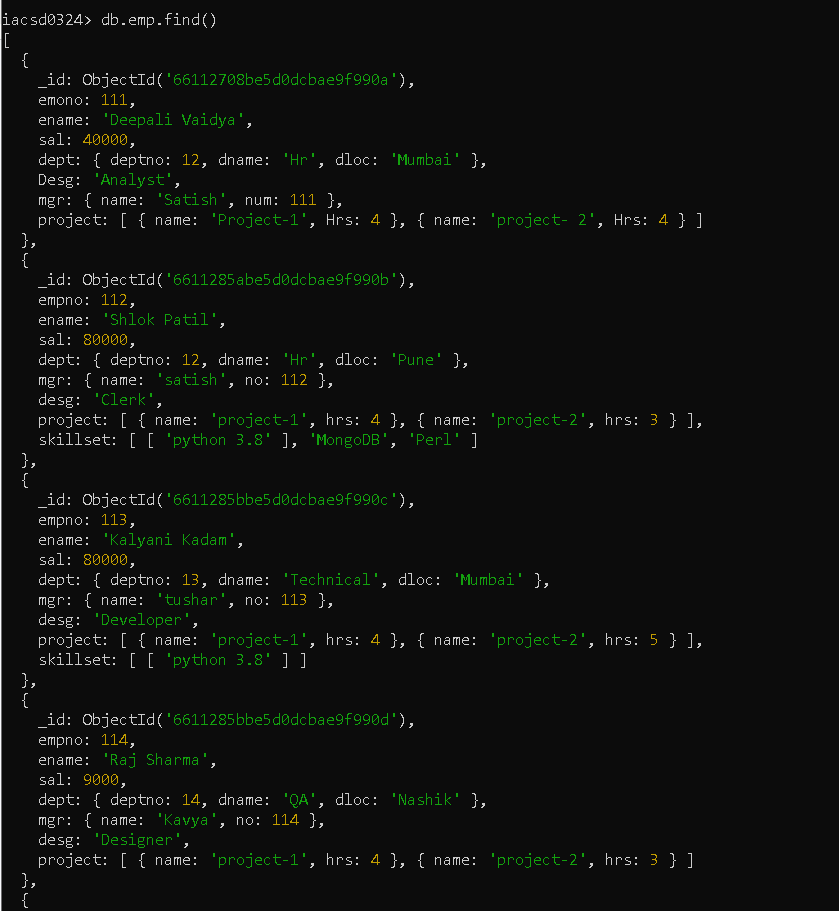 iacsd0324> db.emp.find()
[
  {
    _id: ObjectId('66112708be5d0dcbae9f990a'),
    emono: 111,
    ename: 'Deepali Vaidya',
    sal: 40000,
    dept: { deptno: 12, dname: 'Hr', dloc: 'Mumbai' },
    Desg: 'Analyst',
    mgr: { name: 'Satish', num: 111 },
    project: [ { name: 'Project-1', Hrs: 4 }, { name: 'project- 2', Hrs: 4 } ]
  },
  {
    _id: ObjectId('6611285abe5d0dcbae9f990b'),
    empno: 112,
    ename: 'Shlok Patil',
    sal: 80000,
    dept: { deptno: 12, dname: 'Hr', dloc: 'Pune' },
    mgr: { name: 'satish', no: 112 },
    desg: 'Clerk',
    project: [ { name: 'project-1', hrs: 4 }, { name: 'project-2', hrs: 3 } ],
    skillset: [ [ 'python 3.8' ], 'MongoDB', 'Perl' ]
  },
  {
    _id: ObjectId('6611285bbe5d0dcbae9f990c'),
    empno: 113,
    ename: 'Kalyani Kadam',
    sal: 80000,
    dept: { deptno: 13, dname: 'Technical', dloc: 'Mumbai' },
    mgr: { name: 'tushar', no: 113 },
    desg: 'Developer',
    project: [ { name: 'project-1', hrs: 4 }, { name: 'project-2', hrs: 5 } ],
    skillset: [ [ 'python 3.8' ] ]
  },
  {
    _id: ObjectId('6611285bbe5d0dcbae9f990d'),
    empno: 114,
    ename: 'Raj Sharma',
    sal: 9000,
    dept: { deptno: 14, dname: 'QA', dloc: 'Nashik' },
    mgr: { name: 'Kavya', no: 114 },
    desg: 'Designer',
    project: [ { name: 'project-1', hrs: 4 }, { name: 'project-2', hrs: 3 } ]
  },
  {